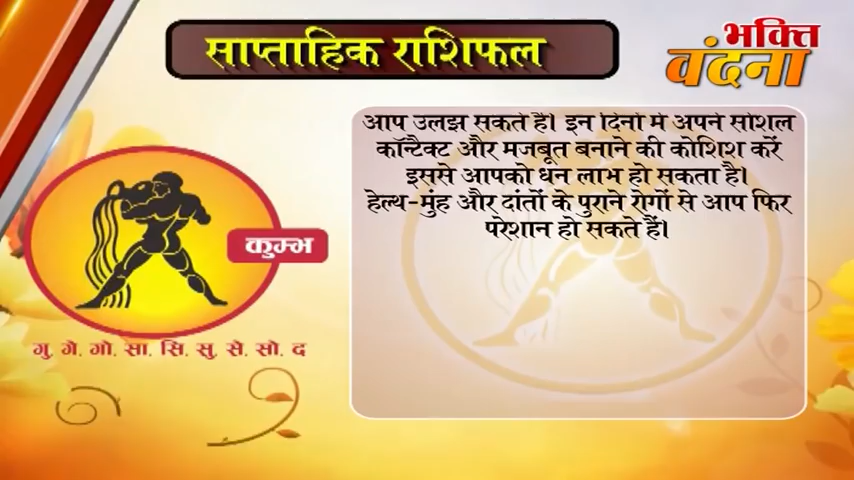 साप्ताहिक राशिफल
भक्ति
वंदना
आप उलझ सकते है। इन दिनों में अपने सोशल
कॉन्टैक्ट और मजबूत बनाने की कोशिश करें
इससे आपको धन लाभ हो सकता है।
हेल्थ-मुंह और दांतों के पुराने रोगों से आप फिर
परेशान हो सकते हैं।
कुम्भ
गु, गे, गो, सा, सि, सु, से, सो, द